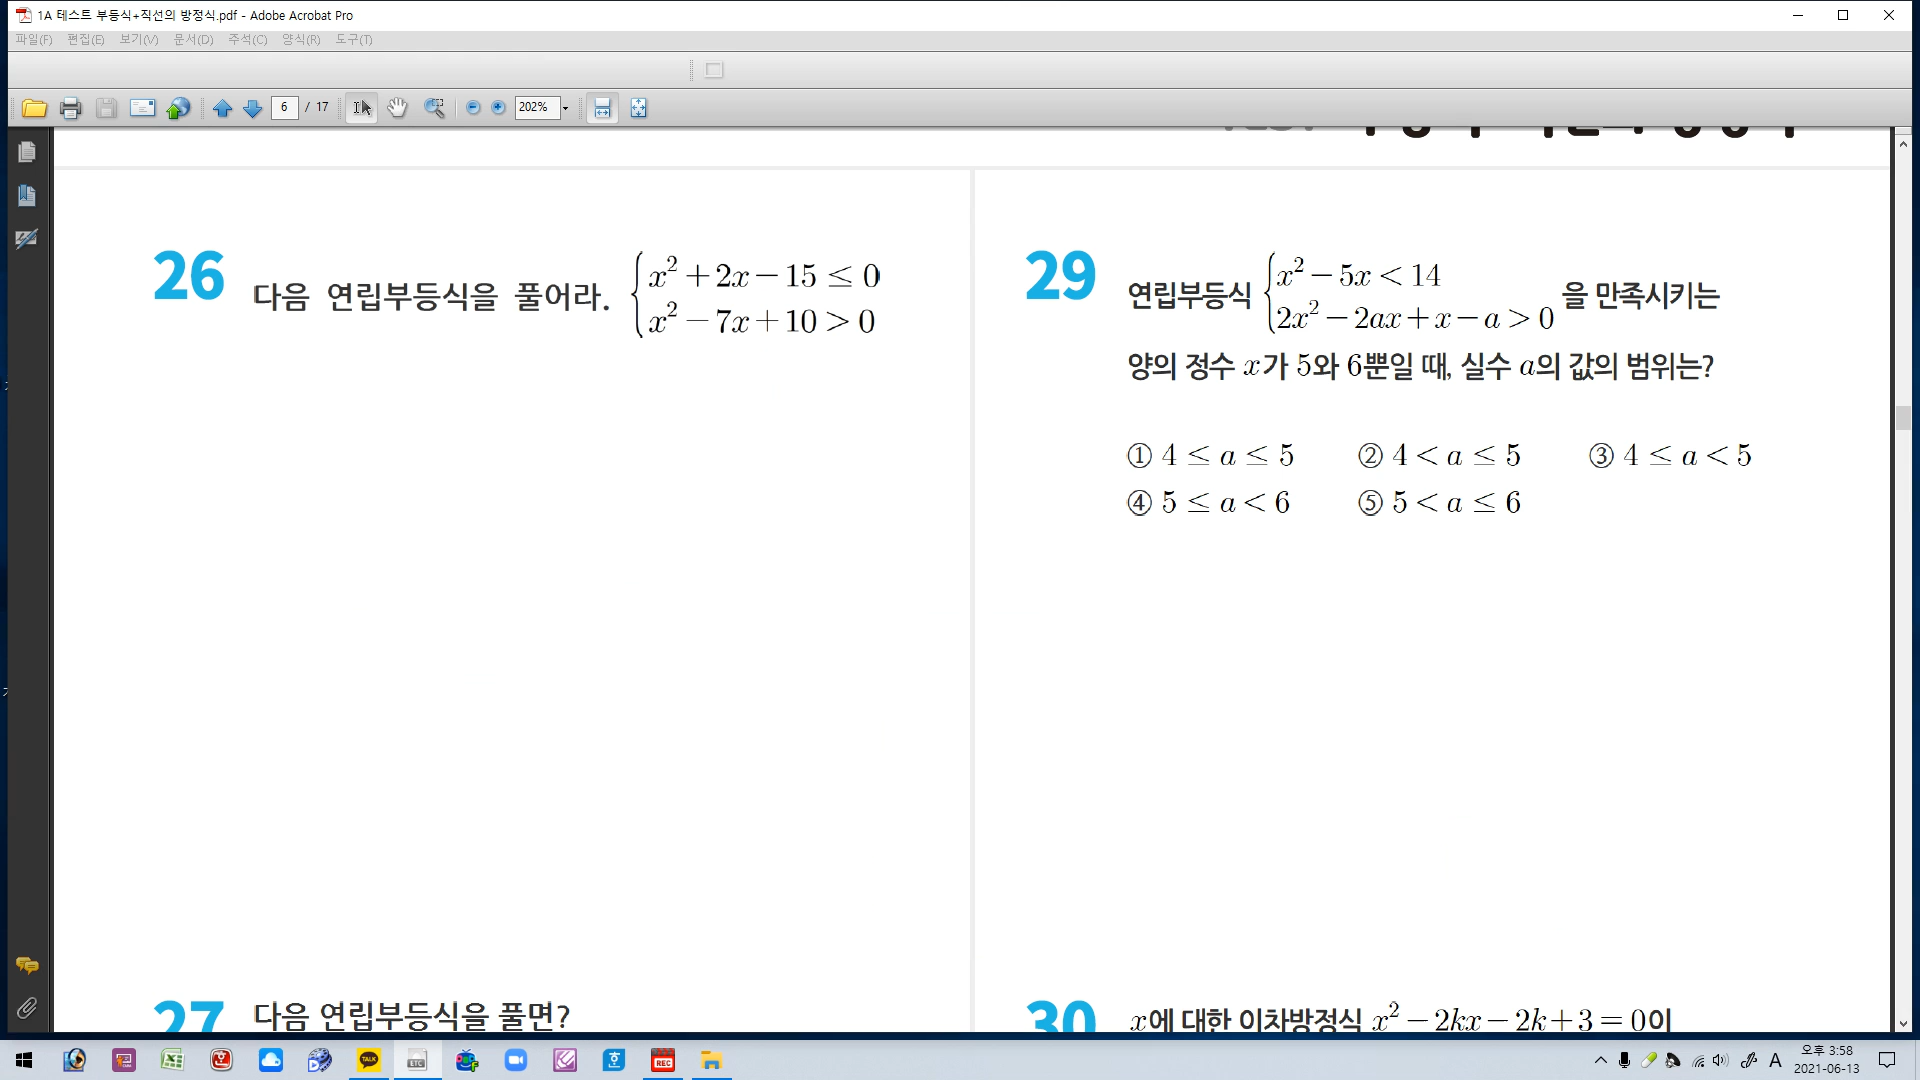 1A 테스트 부등식+직선의 방정식.pdf - Adobe Acrobat Pro
파일(F) 편집(E) 보기(V) 문서(D) 주석(C) 양식(R) 도구(T)
6 / 17 202%
26 다음 연립부등식을 풀어라. { x² + 2x − 15 ≤ 0
x² − 7x + 10 > 0
27 다음 연립부등식을 풀면?
29 연립부등식 { x² − 5x < 14
2x² − 2ax + x − a > 0 을 만족시키는
양의 정수 x가 5와 6뿐일 때, 실수 a의 값의 범위는?
① 4 ≤ a ≤ 5 ② 4 < a ≤ 5 ③ 4 ≤ a < 5
④ 5 ≤ a < 6 ⑤ 5 < a ≤ 6
30 x에 대한 이차방정식 x² − 2kx − 2k + 3 = 0이
TALK
ETC
REC
A 오후 3:58
2021-06-13